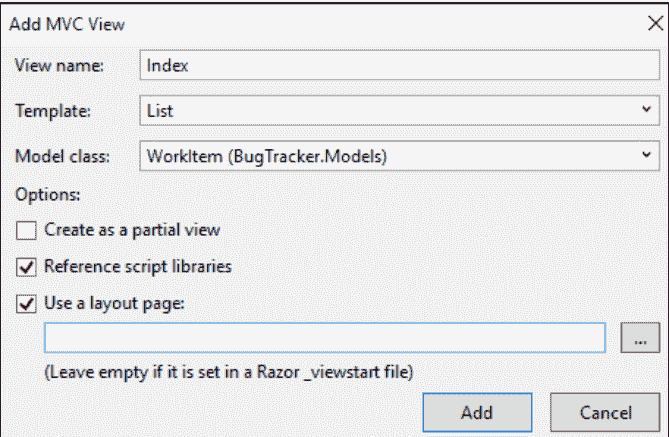 Add MVC View
View name: Index
Template: List
Model class: WorkItem (BugTracker.Models)
Options:
Create as a partial view
Reference script libraries
Use a layout page:
...
(Leave empty if it is set in a Razor _viewstart file)
Add Cancel